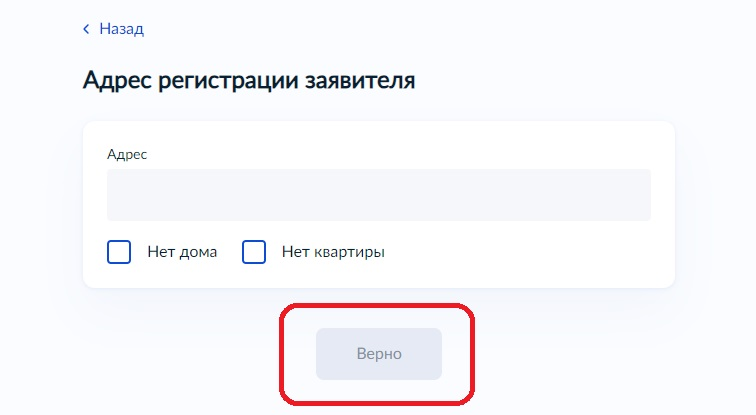 Назад
Адрес регистрации заявителя
Адрес
Нет дома Нет квартиры
Верно